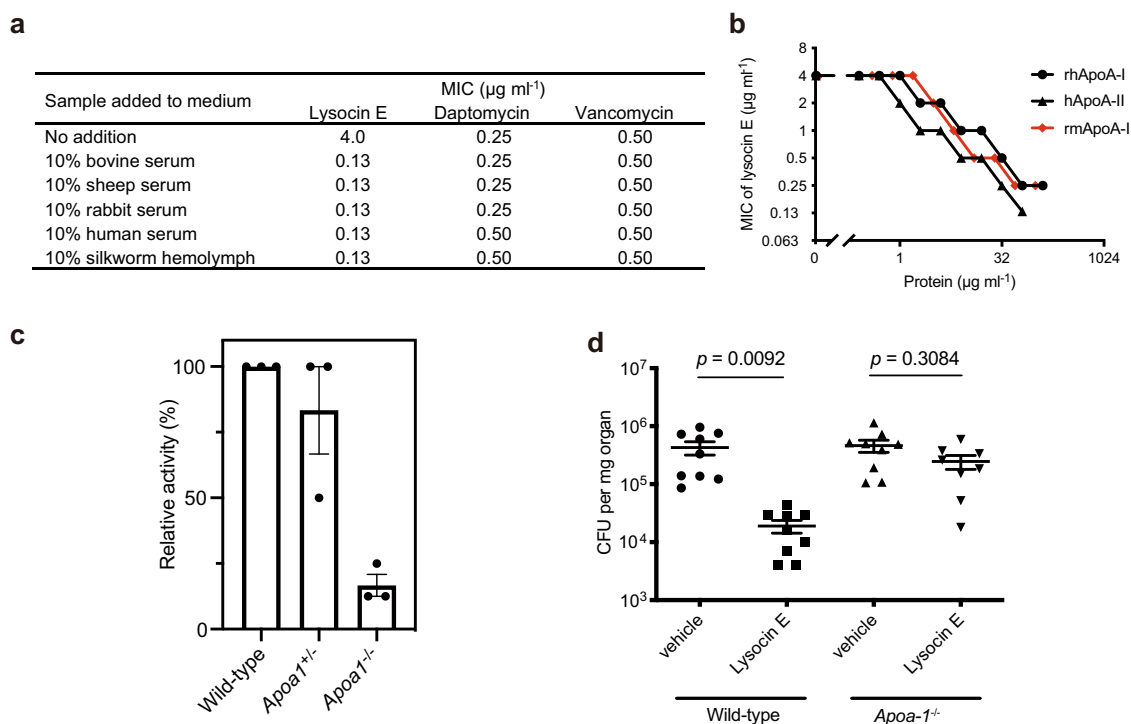 a
MIC (µg ml-1)
Sample added to medium Lysocin E Daptomycin Vancomycin
No addition 4.0 0.25 0.50
10% bovine serum 0.13 0.25 0.50
10% sheep serum 0.13 0.25 0.50
10% rabbit serum 0.13 0.25 0.50
10% human serum 0.13 0.50 0.50
10% silkworm hemolymph 0.13 0.50 0.50
b
MIC of lysocin E (µg ml-1)
8
4
2
1
0.5
0.25
0.13
0.063
0 1 32 1024
Protein (µg ml-1)
rhApoA-I
hApoA-II
rmApoA-I
c
Relative activity (%)
100
50
0
Wild-type
Apoa1+/-
Apoa1-/-
d
p = 0.0092 p = 0.3084
CFU per mg organ
107
106
105
104
103
vehicle
Lysocin E
vehicle
Lysocin E
Wild-type Apoa-1-/-